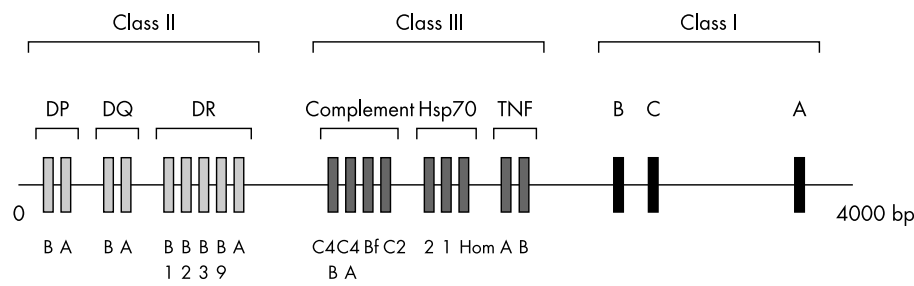 Class II Class III Class I
DP DQ DR Complement Hsp70 TNF B C A
0 4000 bp
B A B A B B B B A C4 C4 Bf C2 2 1 Hom A B
1 2 3 9 B A